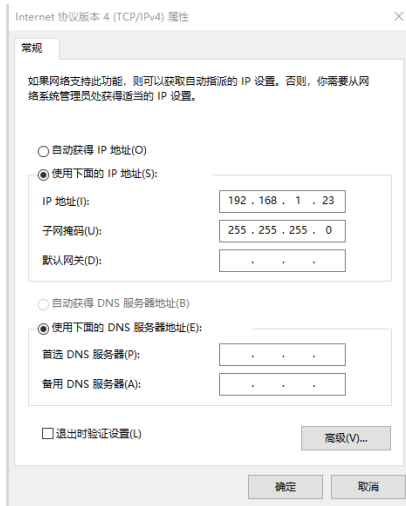 Internet 协议版本 4 (TCP/IPv4) 属性
常规
如果网络支持此功能，则可以获取自动指派的 IP 设置。否则，你需要从网
络系统管理员处获得适当的 IP 设置。
自动获得 IP 地址(O)
使用下面的 IP 地址(S):
IP 地址(I): 192 . 168 . 1 . 23
子网掩码(U): 255 . 255 . 255 . 0
默认网关(D): . . .
自动获得 DNS 服务器地址(B)
使用下面的 DNS 服务器地址(E):
首选 DNS 服务器(P): . . .
备用 DNS 服务器(A): . . .
退出时验证设置(L)
高级(V)...
确定 取消